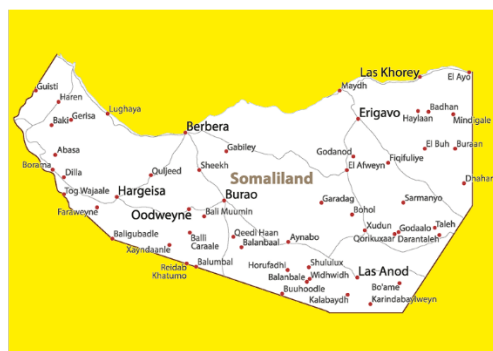 Las Khorey
El Ayo
Guisti
Maydh
Haren
Lughaya
Erigavo
Badhan
Baki
Gerisa
Haylaan
Mindigale
Berbera
Abasa
Gabiley
Godanod
Fiqifuliye
El Buh
Buraan
Borama
Dilla
Quljeed
Sheekh
Somaliland
El Afweyn
Dhahar
Tog Wajaale
Hargeisa
Burao
Garadag
Sarmanyo
Faraweyne
Oodweyne
Bali Muumin
Bohol
Baligubadle
Balli
Caraale
Qeedi Haan
Balanbaal
Aynabo
Xudun
Qorikuxaar
Godaalo
Darantaleh
Taleh
Xayndaanle
Reidab
Khatumo
Balumbal
Horufadhi
Shululux
Balanbale
Widhwidh
Las Anod
Buuhoodle
Bo'ame
Kalabaydh
Karindabaylweyn